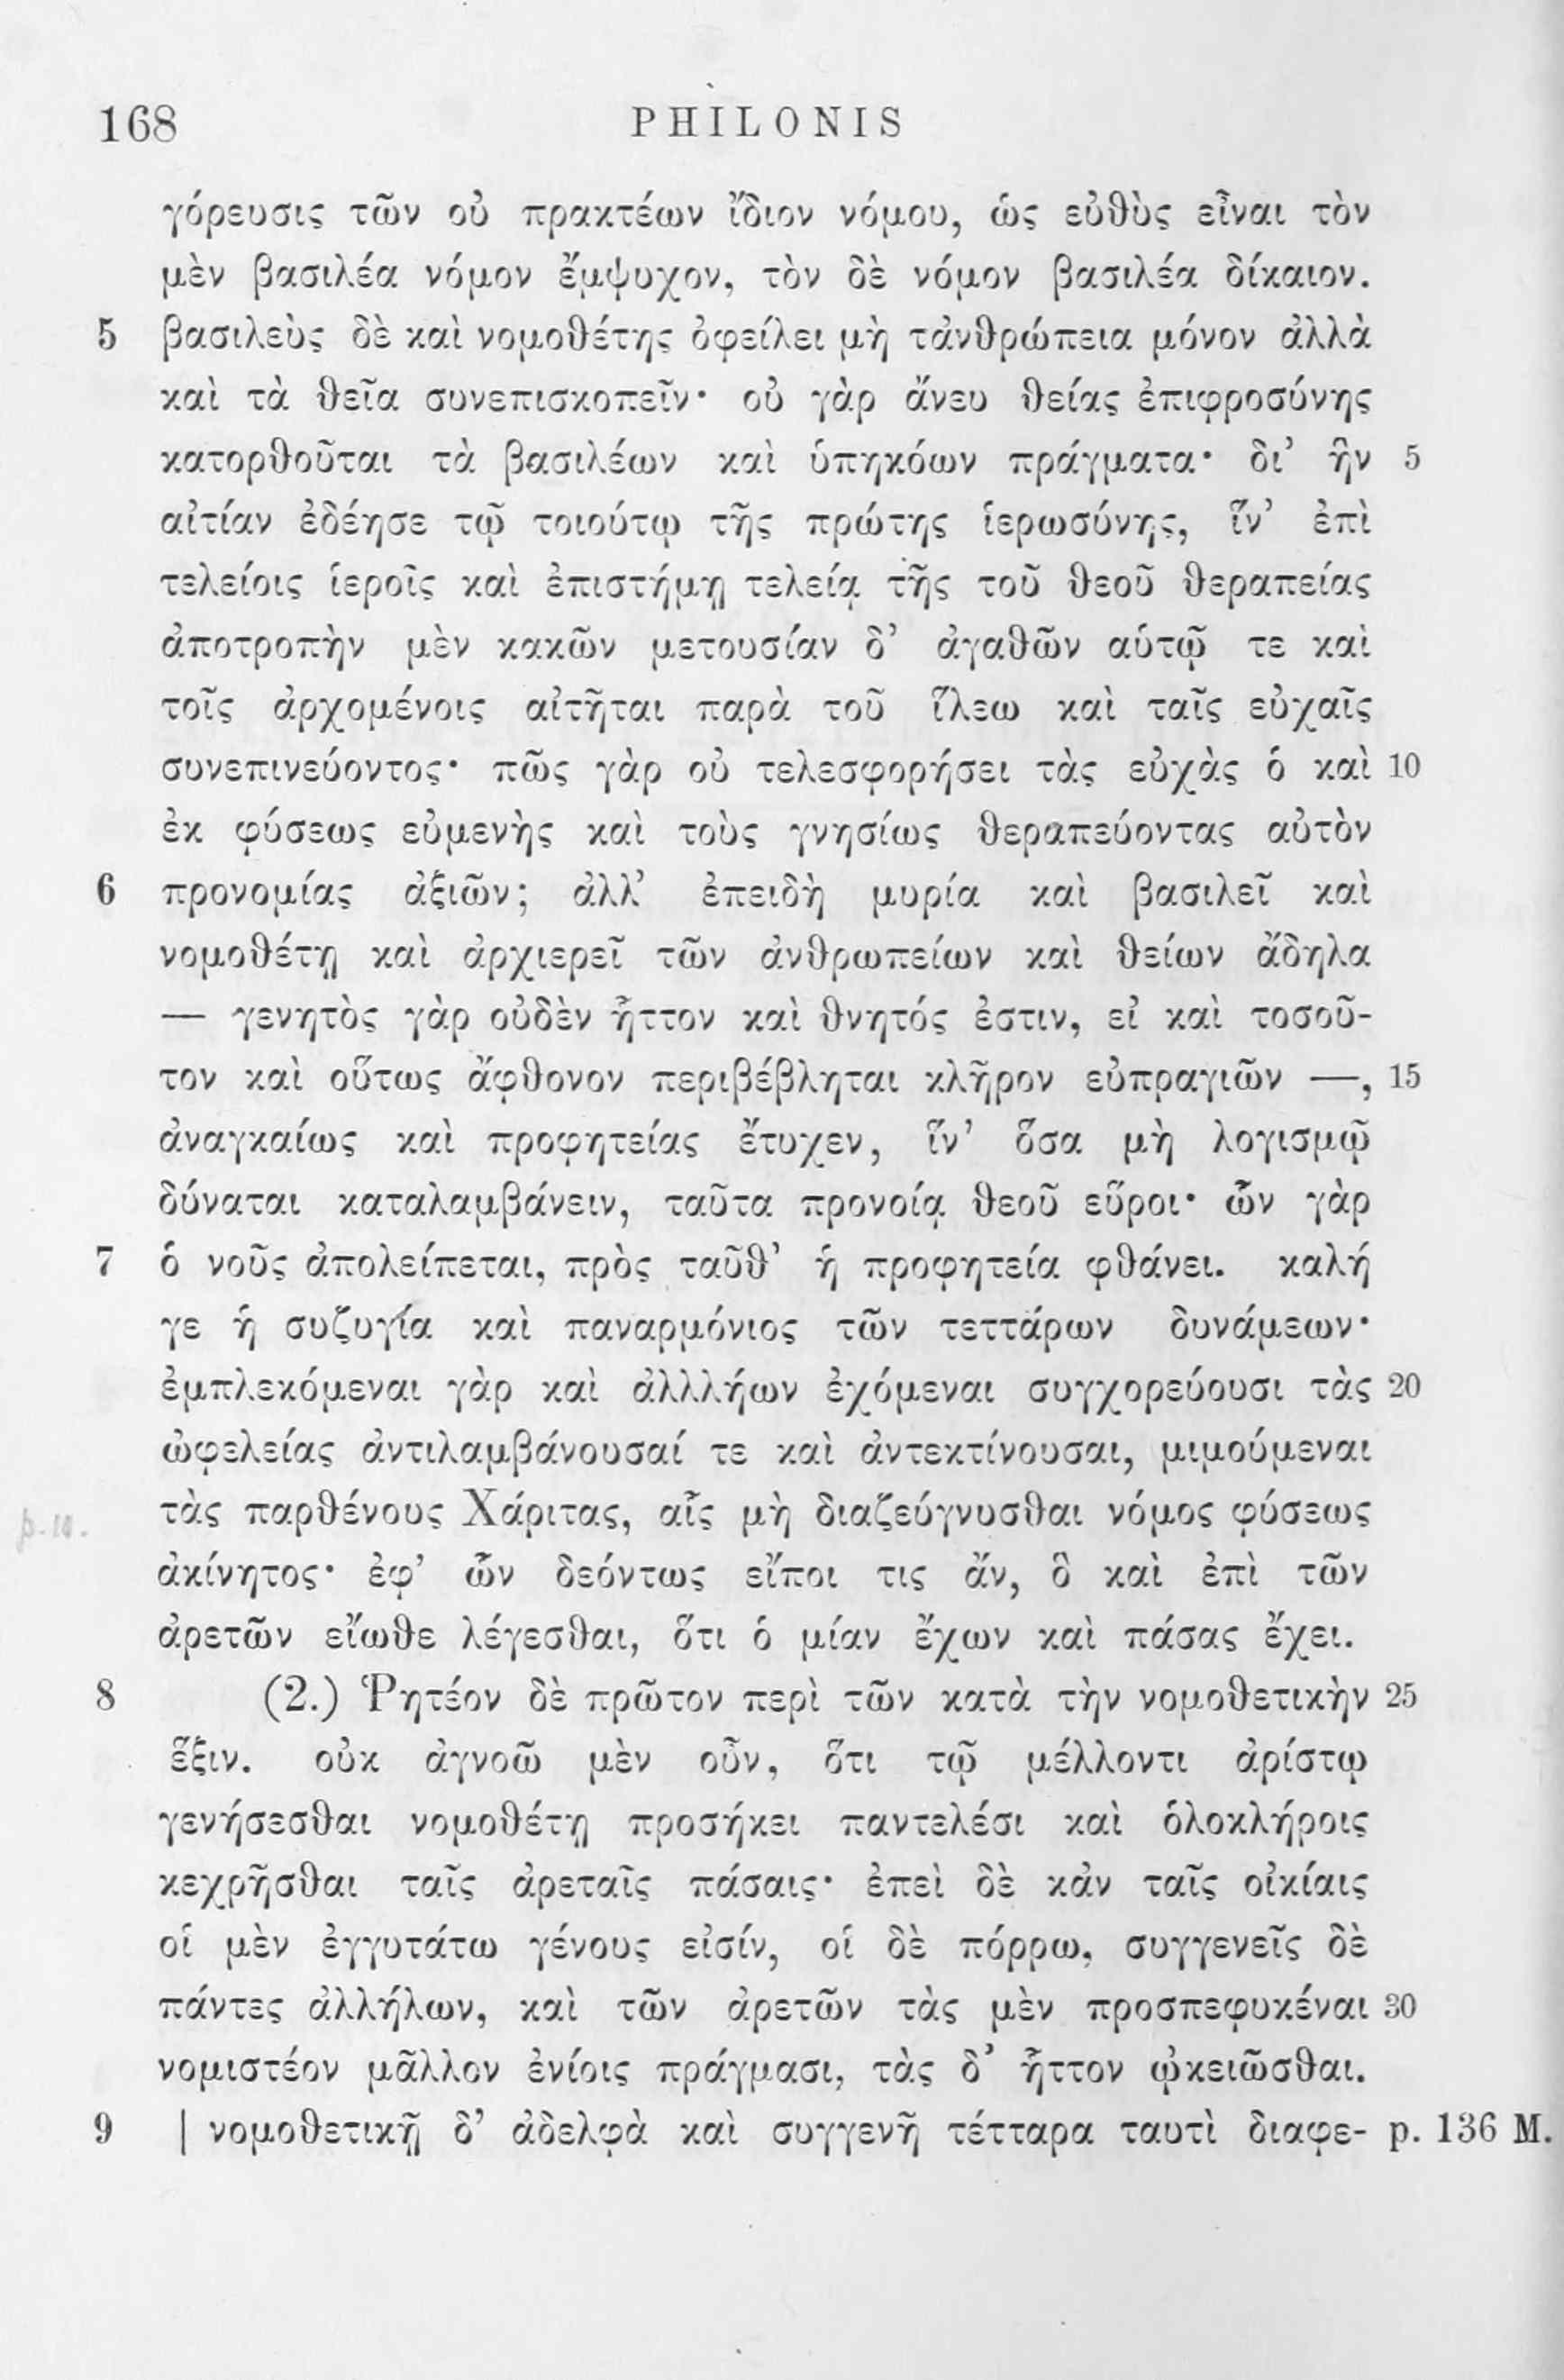 168 PHILONIS
γόρευσις τῶν οὐ πρακτέων ἴδιον νόμου, ὡς εὐθὺς εἶναι τὸν
μὲν βασιλέα νόμον ἔμψυχον, τὸν δὲ νόμον βασιλέα δίκαιον.
5 βασιλεὺς δὲ καὶ νομοθέτης ὀφείλει μὴ τἀνθρώπεια μόνον ἀλλὰ
καὶ τὰ θεῖα συνεπισκοπεῖν· οὐ γὰρ ἄνευ θείας ἐπιφροσύνης
κατορθοῦται τὰ βασιλέων καὶ ὑπηκόων πράγματα· δι’ ἣν 5
αἰτίαν ἐδέησε τῷ τοιούτῳ τῆς πρώτης ἱερωσύνης, ἵν’ ἐπὶ
τελείοις ἱεροῖς καὶ ἐπιστήμῃ τελείᾳ τῆς τοῦ θεοῦ θεραπείας
ἀποτροπὴν μὲν κακῶν μετουσίαν δ’ ἀγαθῶν αὑτῷ τε καὶ
τοῖς ἀρχομένοις αἰτῆται παρὰ τοῦ ἵλεω καὶ ταῖς εὐχαῖς
συνεπινεύοντος· πῶς γὰρ οὐ τελεσφορήσει τὰς εὐχὰς ὁ καὶ 10
ἐκ φύσεως εὐμενὴς καὶ τοὺς γνησίως θεραπεύοντας αὐτὸν
6 προνομίας ἀξιῶν; ἀλλ’ ἐπειδὴ μυρία καὶ βασιλεῖ καὶ
νομοθέτῃ καὶ ἀρχιερεῖ τῶν ἀνθρωπείων καὶ θείων ἄδηλα
— γενητὸς γὰρ οὐδὲν ἧττον καὶ θνητός ἐστιν, εἰ καὶ τοσοῦ-
τον καὶ οὕτως ἄφθονον περιβέβληται κλῆρον εὐπραγιῶν —, 15
ἀναγκαίως καὶ προφητείας ἔτυχεν, ἵν’ ὅσα μὴ λογισμῷ
δύναται καταλαμβάνειν, ταῦτα προνοίᾳ θεοῦ εὕροι· ὧν γὰρ
7 ὁ νοῦς ἀπολείπεται, πρὸς ταῦθ’ ἡ προφητεία φθάνει. καλή
γε ἡ συζυγία καὶ παναρμόνιος τῶν τεττάρων δυνάμεων·
ἐμπλεκόμεναι γὰρ καὶ ἀλλλήων ἐχόμεναι συγχορεύουσι τὰς 20
ὠφελείας ἀντιλαμβάνουσαί τε καὶ ἀντεκτίνουσαι, μιμούμεναι
τὰς παρθένους Χάριτας, αἷς μὴ διαζεύγνυσθαι νόμος φύσεως
ἀκίνητος· ἐφ’ ὧν δεόντως εἴποι τις ἄν, ὃ καὶ ἐπὶ τῶν
ἀρετῶν εἴωθε λέγεσθαι, ὅτι ὁ μίαν ἔχων καὶ πάσας ἔχει.
8 (2.) Ῥητέον δὲ πρῶτον περὶ τῶν κατὰ τὴν νομοθετικὴν 25
ἕξιν. οὐκ ἀγνοῶ μὲν οὖν, ὅτι τῷ μέλλοντι ἀρίστῳ
γενήσεσθαι νομοθέτῃ προσήκει παντελέσι καὶ ὁλοκλήροις
κεχρῆσθαι ταῖς ἀρεταῖς πάσαις· ἐπεὶ δὲ κἀν ταῖς οἰκίαις
οἱ μὲν ἐγγυτάτω γένους εἰσίν, οἱ δὲ πόρρω, συγγενεῖς δὲ
πάντες ἀλλήλων, καὶ τῶν ἀρετῶν τὰς μὲν προσπεφυκέναι 30
νομιστέον μᾶλλον ἐνίοις πράγμασι, τὰς δ’ ἧττον ᾠκειῶσθαι.
9 | νομοθετικῇ δ’ ἀδελφὰ καὶ συγγενῆ τέτταρα ταυτὶ διαφε- p. 136 M.